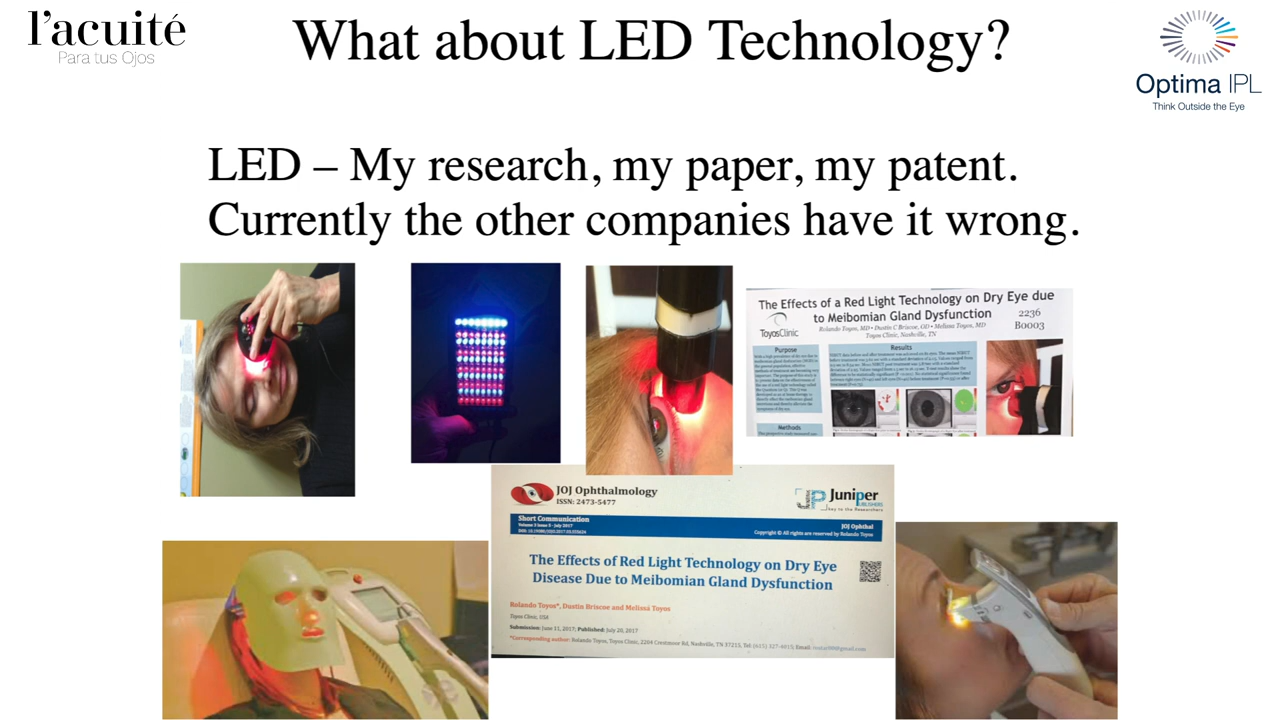 l'acuité
Para tus Ojos
What about LED Technology?
Optima IPL
Think Outside the Eye
LED – My research, my paper, my patent.
Currently the other companies have it wrong.
The Effects of a Red Light Technology on Dry Eye due
to Meibomian Gland Dysfunction
2236
B0003
ToyosClinic
Rolando Toyos, MD • Dustin C Briscoe, OD • Melissa Toyos, MD
Toyos Clinic, Nashville, TN
Purpose
Results
Methods
JOJ Ophthalmology
ISSN: 2473-5477
Juniper
PUBLISHERS
key to the Researchers
Short Communication
Volume 3 Issue 5 - July 2017
JOJ Ophthal
Copyright © All rights are reserved by Rolando Toyos
The Effects of Red Light Technology on Dry Eye
Disease Due to Meibomian Gland Dysfunction
Rolando Toyos*, Dustin Briscoe and Melissa Toyos
Toyos Clinic, USA
Submission: June 12, 2017; Published: July 20, 2017
*Corresponding author: Rolando Toyos, Toyos Clinic, 2204 Crestmoor Rd, Nashville, TN 37215, Tel: Email: